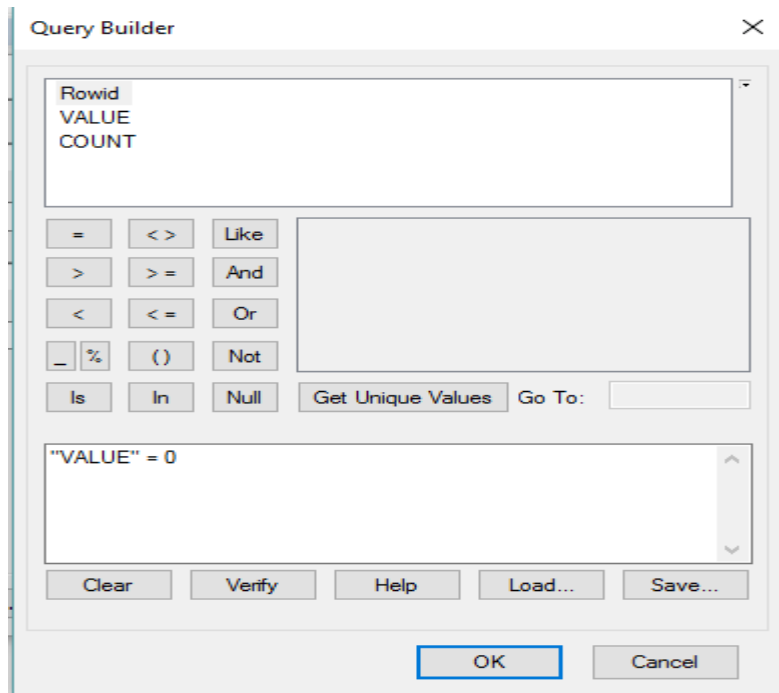 Query Builder
Rowid
VALUE
COUNT
= < > Like
> > = And
< < = Or
_ % () Not
Is In Null Get Unique Values Go To:
"VALUE" = 0
Clear Verify Help Load... Save...
OK Cancel